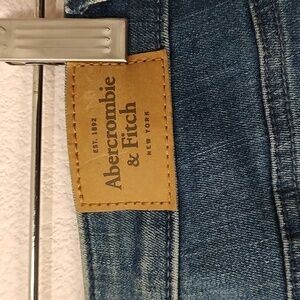 EST. 1892
Abercrombie
& Fitch
NEW YORK